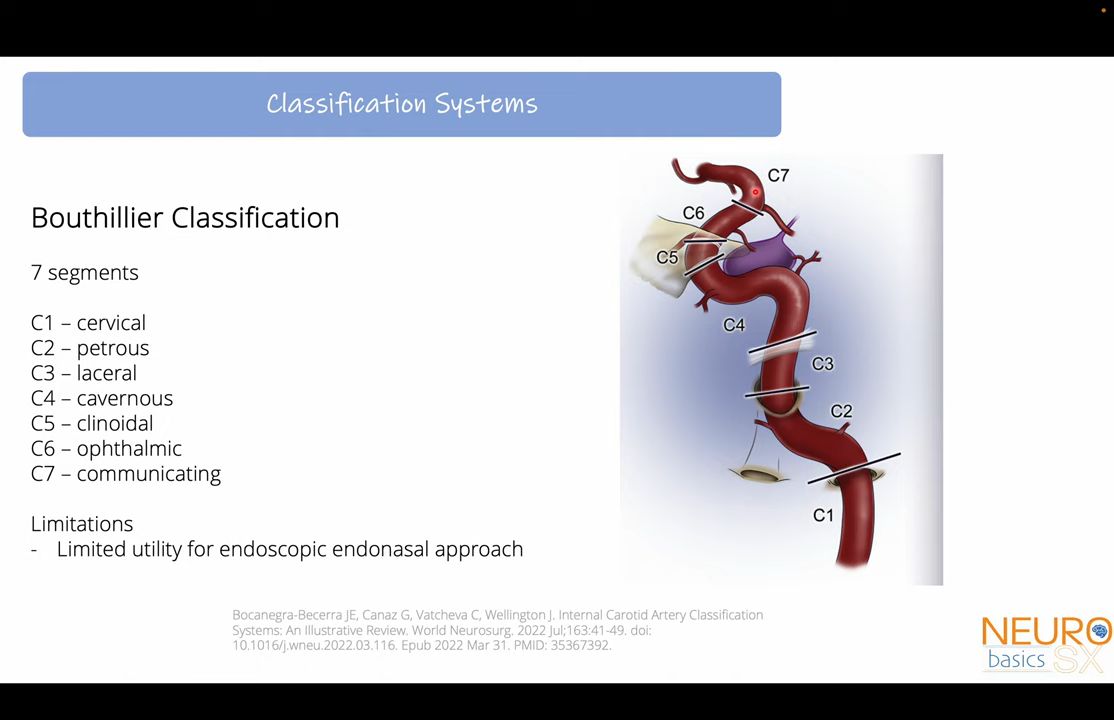 Classification Systems
Bouthillier Classification
7 segments
C1 – cervical
C2 – petrous
C3 – laceral
C4 – cavernous
C5 – clinoidal
C6 – ophthalmic
C7 – communicating
Limitations
- Limited utility for endoscopic endonasal approach
C7
C6
C5
C4
C3
C2
C1
Bocanegra-Becerra JE, Canaz G, Vatcheva C, Wellington J. Internal Carotid Artery Classification
Systems: An Illustrative Review. World Neurosurg. 2022 Jul;163:41-49. doi:
10.1016/j.wneu.2022.03.116. Epub 2022 Mar 31. PMID: 35367392.
NEURO
basics SX